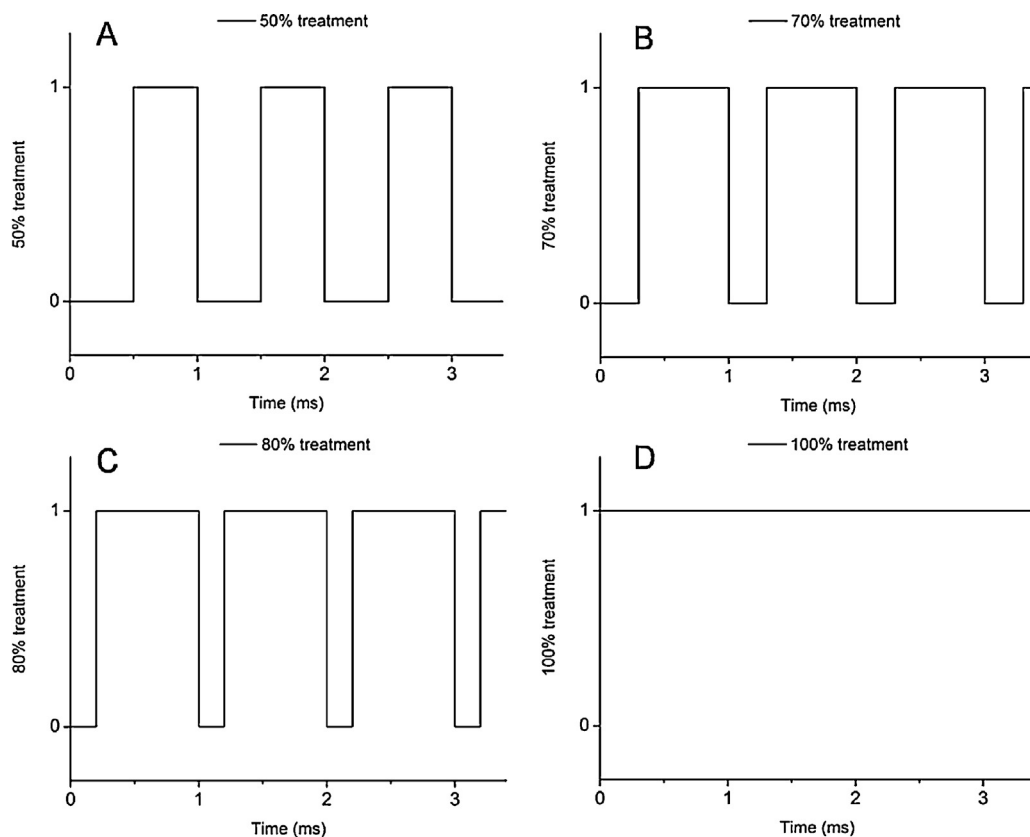 A
50% treatment
50% treatment
1
0
0 1 2 3
Time (ms)
B
70% treatment
70% treatment
1
0
0 1 2 3
Time (ms)
C
80% treatment
80% treatment
1
0
0 1 2 3
Time (ms)
D
100% treatment
100% treatment
1
0
0 1 2 3
Time (ms)